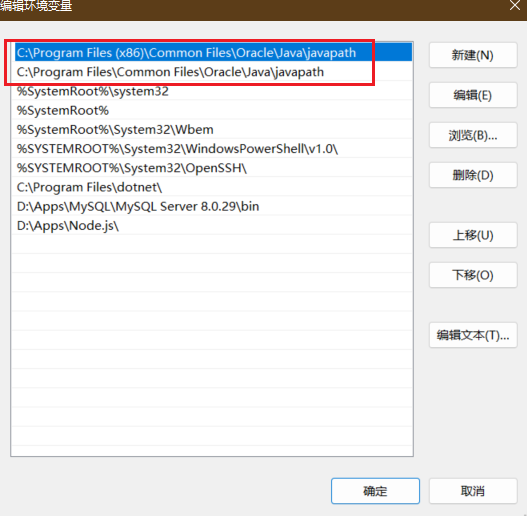 编辑环境变量
C:\Program Files (x86)\Common Files\Oracle\Java\javapath
C:\Program Files\Common Files\Oracle\Java\javapath
%SystemRoot%\system32
%SystemRoot%
%SystemRoot%\System32\Wbem
%SYSTEMROOT%\System32\WindowsPowerShell\v1.0\
%SYSTEMROOT%\System32\OpenSSH\
C:\Program Files\dotnet\
D:\Apps\MySQL\MySQL Server 8.0.29\bin
D:\Apps\Node.js\
新建(N)
编辑(E)
浏览(B)...
删除(D)
上移(U)
下移(O)
编辑文本(T)...
确定
取消